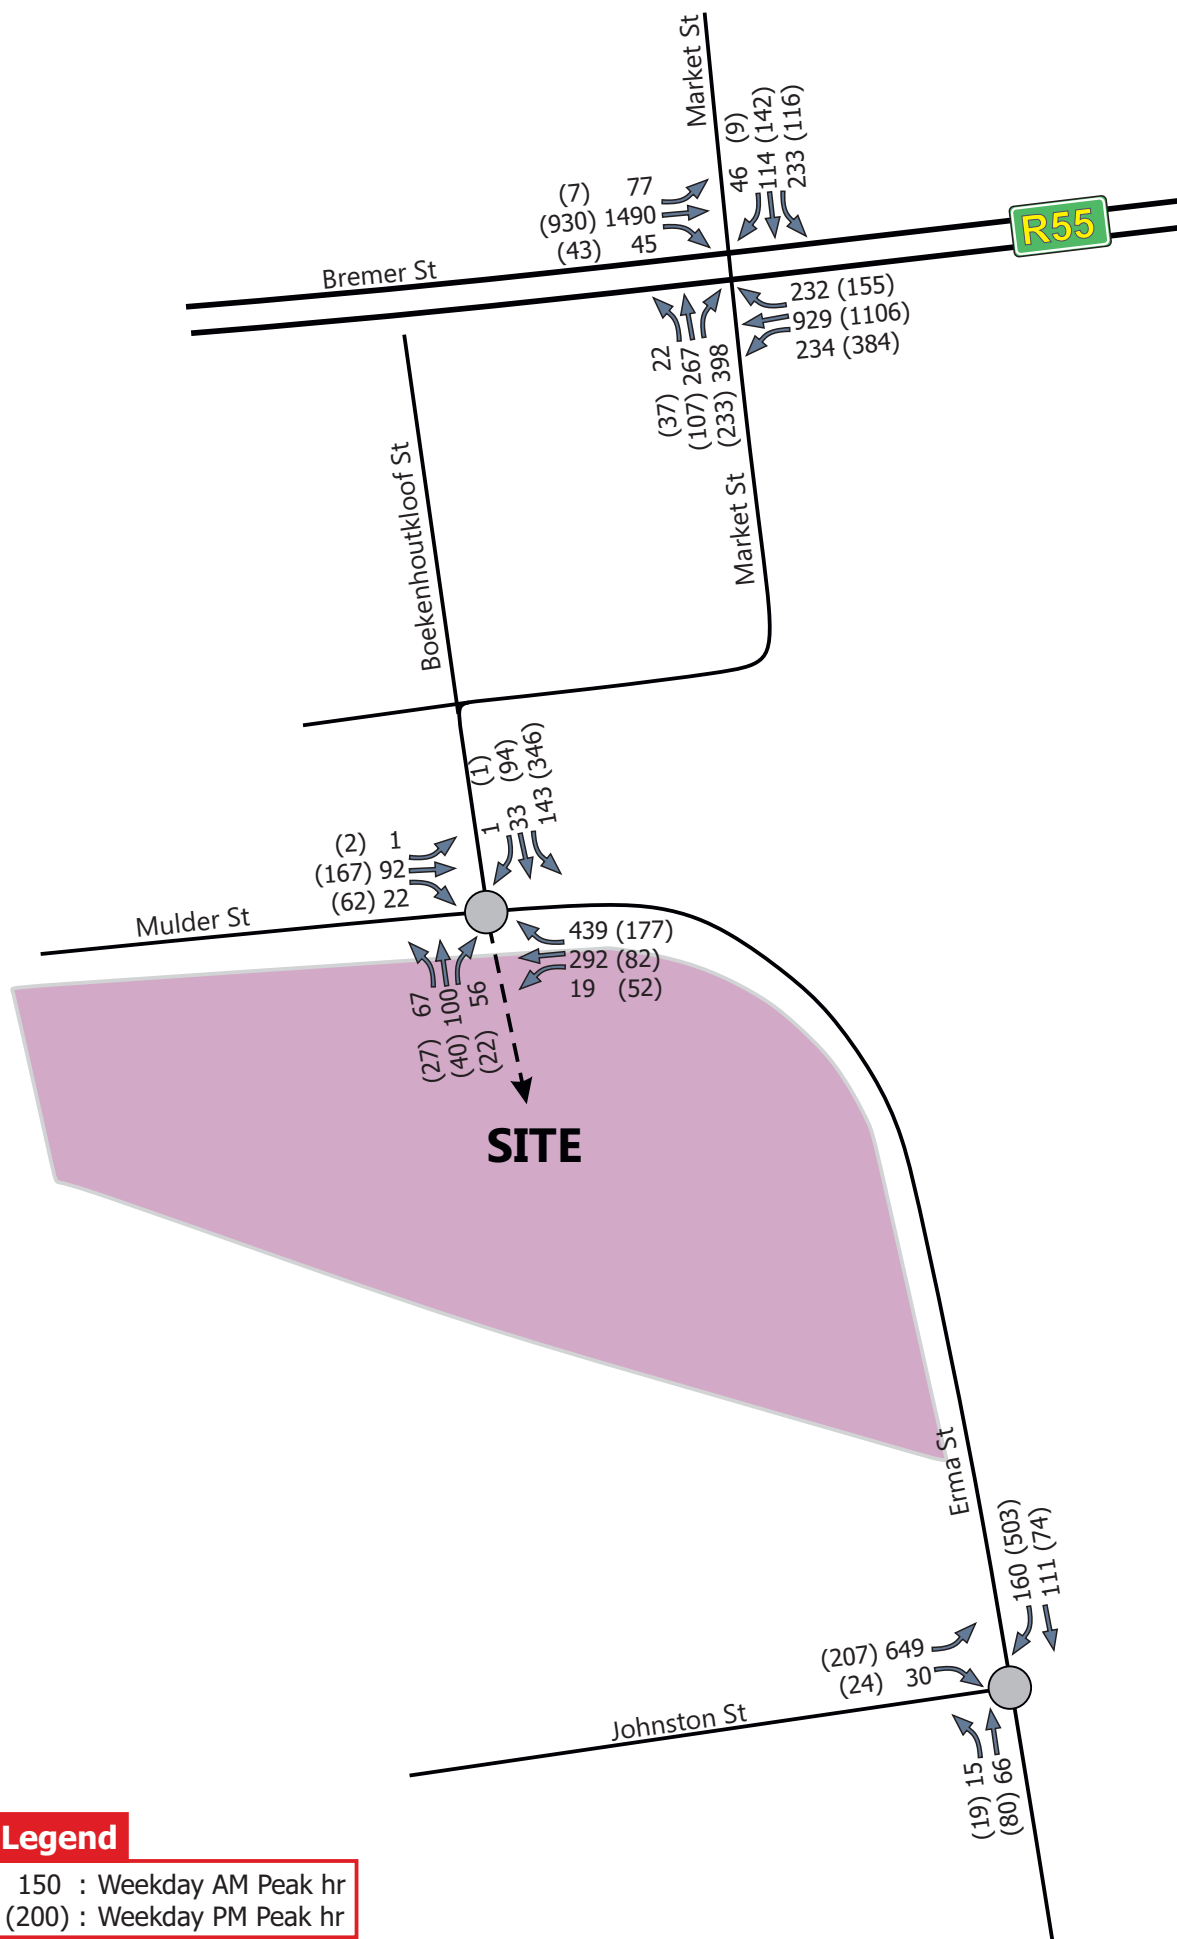 Market St
46 (9)
114 (142)
233 (116)
(7) 77
(930) 1490
(43) 45
R55
Bremer St
232 (155)
929 (1106)
234 (384)
(37) 22
(107) 267
(233) 398
Boekenhoutkloof St
Market St
1 (1)
33 (94)
143 (346)
(2) 1
(167) 92
(62) 22
Mulder St
439 (177)
292 (82)
19 (52)
(27) 67
(40) 100
(22) 56
SITE
Erma St
160 (503)
111 (74)
(207) 649
(24) 30
Johnston St
(19) 15
(80) 66
Legend
150 : Weekday AM Peak hr
(200) : Weekday PM Peak hr